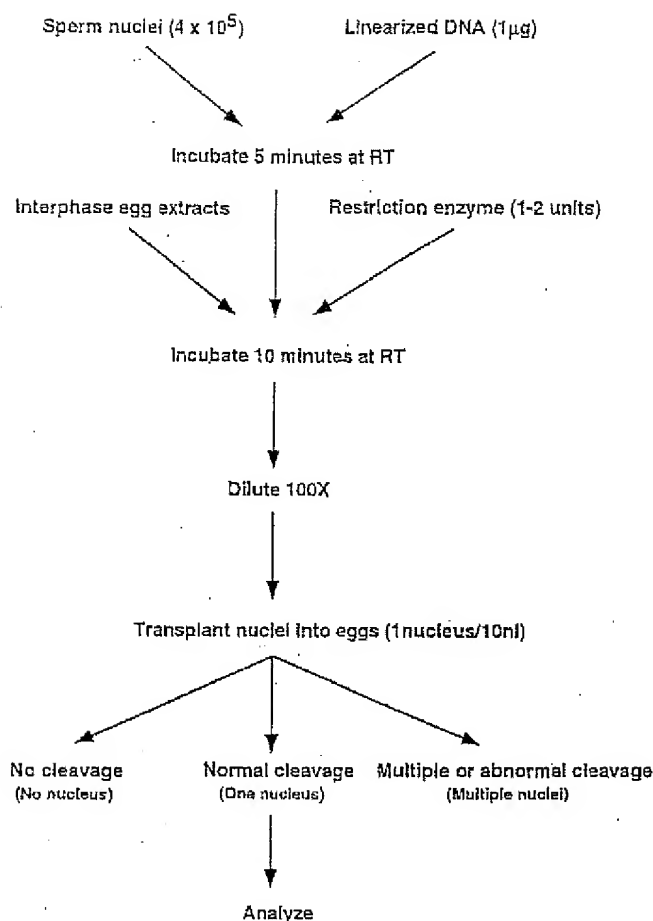 Sperm nuclei (4 x 10⁵)
Linearized DNA (1µg)
Incubate 5 minutes at RT
Interphase egg extracts
Restriction enzyme (1-2 units)
Incubate 10 minutes at RT
Dilute 100X
Transplant nuclei into eggs (1nucleus/10nl)
No cleavage
(No nucleus)
Normal cleavage
(One nucleus)
Multiple or abnormal cleavage
(Multiple nuclei)
Analyze